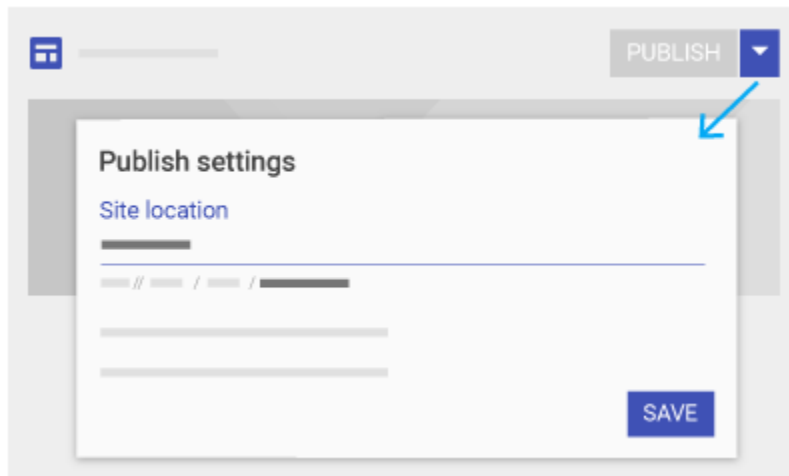 PUBLISH
Publish settings
Site location
// / /
SAVE